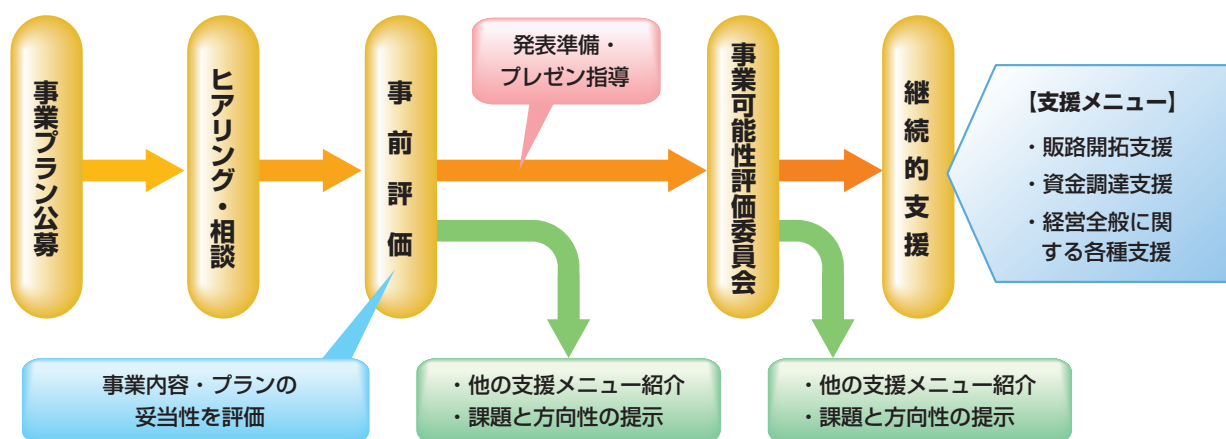 事業プラン公募
ヒアリング・相談
事前評価
発表準備・
プレゼン指導
事業可能性評価委員会
継続的支援
【支援メニュー】
・販路開拓支援
・資金調達支援
・経営全般に関
する各種支援
事業内容・プランの
妥当性を評価
・他の支援メニュー紹介
・課題と方向性の提示
・他の支援メニュー紹介
・課題と方向性の提示